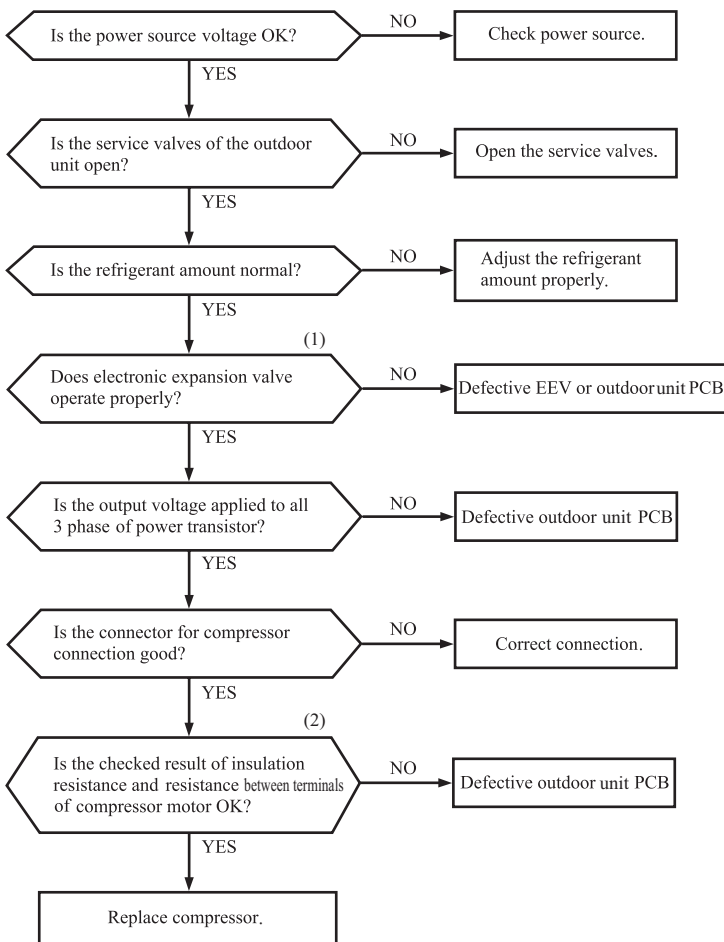 Is the power source voltage OK?
NO
Check power source.
YES
Is the service valves of the outdoor
unit open?
NO
Open the service valves.
YES
Is the refrigerant amount normal?
NO
Adjust the refrigerant
amount properly.
YES
(1)
Does electronic expansion valve
operate properly?
NO
Defective EEV or outdoor unit PCB
YES
Is the output voltage applied to all
3 phase of power transistor?
NO
Defective outdoor unit PCB
YES
Is the connector for compressor
connection good?
NO
Correct connection.
YES
(2)
Is the checked result of insulation
resistance and resistance between terminals
of compressor motor OK?
NO
Defective outdoor unit PCB
YES
Replace compressor.